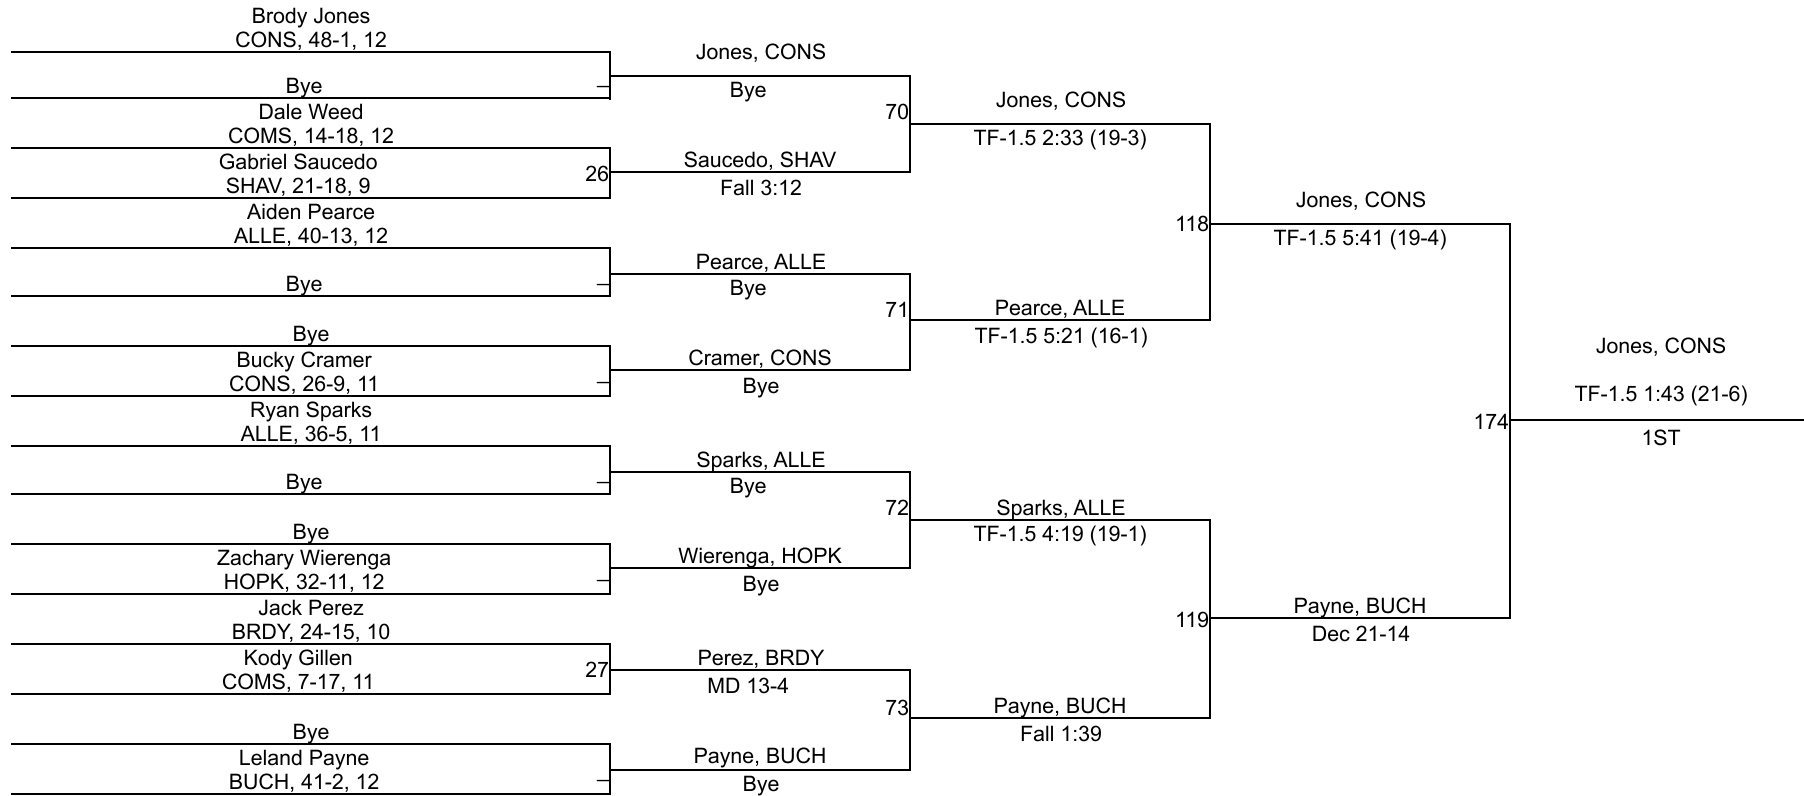 Brody Jones
CONS, 48-1, 12
Bye
Dale Weed
COMS, 14-18, 12
Gabriel Saucedo
SHAV, 21-18, 9
Aiden Pearce
ALLE, 40-13, 12
Bye
Bye
Bucky Cramer
CONS, 26-9, 11
Ryan Sparks
ALLE, 36-5, 11
Bye
Bye
Zachary Wierenga
HOPK, 32-11, 12
Jack Perez
BRDY, 24-15, 10
Kody Gillen
COMS, 7-17, 11
Bye
Leland Payne
BUCH, 41-2, 12
–
26
–
–
–
–
27
–
Jones, CONS
Bye
Saucedo, SHAV
Fall 3:12
Pearce, ALLE
Bye
Cramer, CONS
Bye
Sparks, ALLE
Bye
Wierenga, HOPK
Bye
Perez, BRDY
MD 13-4
Payne, BUCH
Bye
70
71
72
73
Jones, CONS
TF-1.5 2:33 (19-3)
Pearce, ALLE
TF-1.5 5:21 (16-1)
Sparks, ALLE
TF-1.5 4:19 (19-1)
Payne, BUCH
Fall 1:39
118
119
Jones, CONS
TF-1.5 5:41 (19-4)
Payne, BUCH
Dec 21-14
174
Jones, CONS
TF-1.5 1:43 (21-6)
1ST